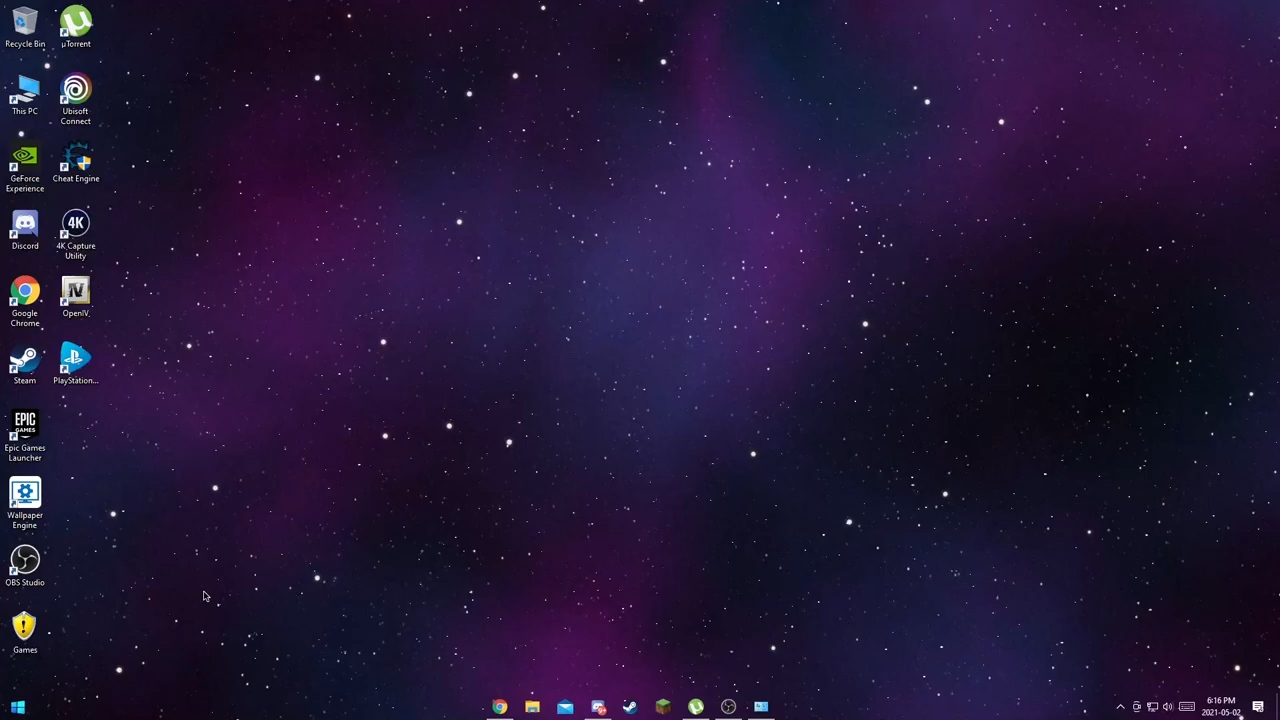 Recycle Bin
µTorrent
This PC
Ubisoft
Connect
GeForce
Experience
Cheat Engine
Discord
4K
4K Capture
Utility
Google
Chrome
IV
OpenIV
Steam
PlayStation...
EPIC
GAMES
Epic Games
Launcher
Wallpaper
Engine
OBS Studio
Games
6:16 PM
2021-05-02